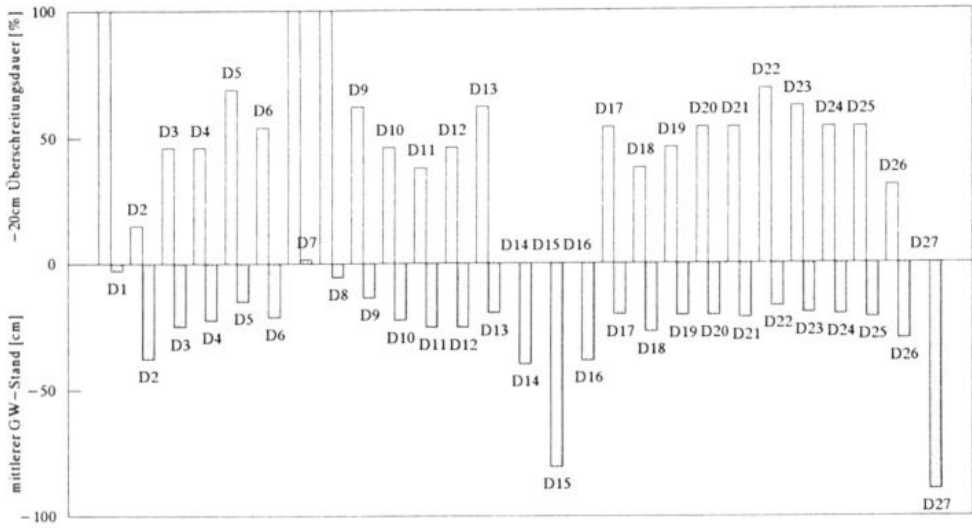 −20cm Überschreitungsdauer [%]
mittlerer GW−Stand [cm]
100
50
0
−50
−100
D2 D3 D4 D5 D6 D9 D10 D11 D12 D13 D14 D15 D16 D17 D18 D19 D20 D21 D22 D23 D24 D25 D26 D27
D1 D2 D3 D4 D5 D6 D7 D8 D9 D10 D11 D12 D13 D14 D15 D16 D17 D18 D19 D20 D21 D22 D23 D24 D25 D26 D27